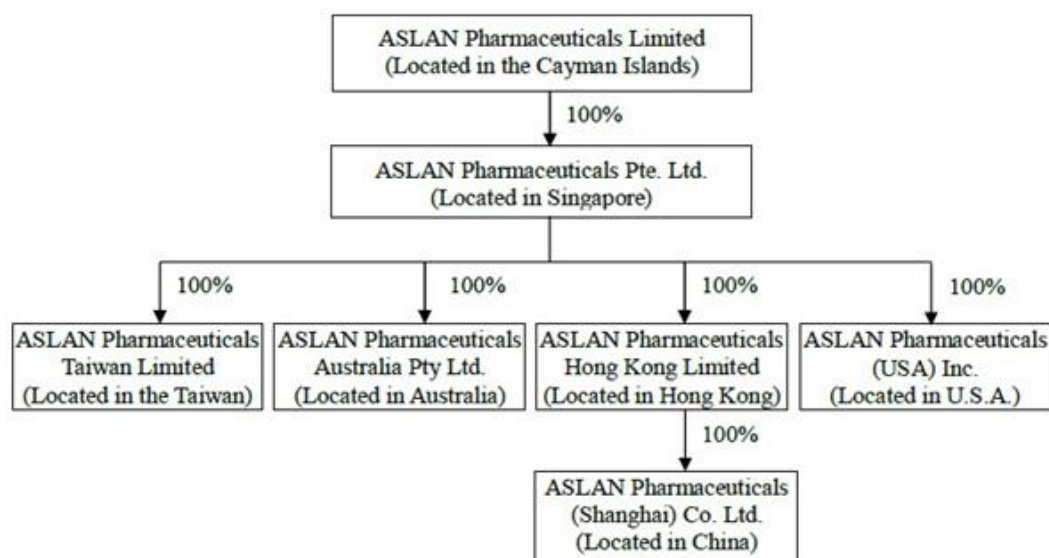 ASLAN Pharmaceuticals Limited
(Located in the Cayman Islands)
100%
ASLAN Pharmaceuticals Pte. Ltd.
(Located in Singapore)
100%
100%
100%
100%
ASLAN Pharmaceuticals
Taiwan Limited
(Located in the Taiwan)
ASLAN Pharmaceuticals
Australia Pty Ltd.
(Located in Australia)
ASLAN Pharmaceuticals
Hong Kong Limited
(Located in Hong Kong)
ASLAN Pharmaceuticals
(USA) Inc.
(Located in U.S.A.)
100%
ASLAN Pharmaceuticals
(Shanghai) Co. Ltd.
(Located in China)